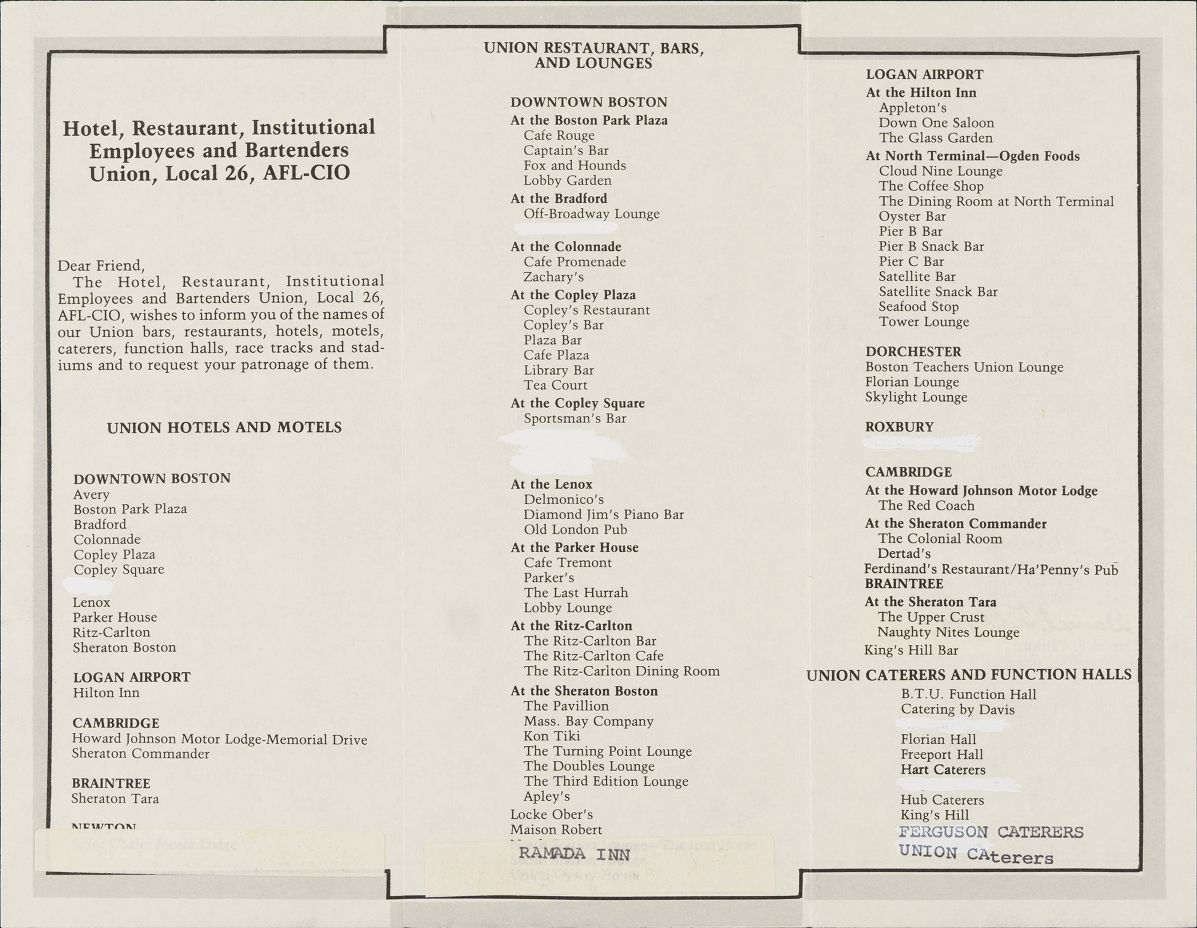 Hotel, Restaurant, Institutional
Employees and Bartenders
Union, Local 26, AFL-CIO
Dear Friend,
The Hotel, Restaurant, Institutional
Employees and Bartenders Union, Local 26,
AFL-CIO, wishes to inform you of the names of
our Union bars, restaurants, hotels, motels,
caterers, function halls, race tracks and stad-
iums and to request your patronage of them.
UNION HOTELS AND MOTELS
DOWNTOWN BOSTON
Avery
Boston Park Plaza
Bradford
Colonnade
Copley Plaza
Copley Square
Lenox
Parker House
Ritz-Carlton
Sheraton Boston
LOGAN AIRPORT
Hilton Inn
CAMBRIDGE
Howard Johnson Motor Lodge-Memorial Drive
Sheraton Commander
BRAINTREE
Sheraton Tara
NEWTON
UNION RESTAURANT, BARS,
AND LOUNGES
DOWNTOWN BOSTON
At the Boston Park Plaza
Cafe Rouge
Captain's Bar
Fox and Hounds
Lobby Garden
At the Bradford
Off-Broadway Lounge
At the Colonnade
Cafe Promenade
Zachary's
At the Copley Plaza
Copley's Restaurant
Copley's Bar
Plaza Bar
Cafe Plaza
Library Bar
Tea Court
At the Copley Square
Sportsman's Bar
At the Lenox
Delmonico's
Diamond Jim's Piano Bar
Old London Pub
At the Parker House
Cafe Tremont
Parker's
The Last Hurrah
Lobby Lounge
At the Ritz-Carlton
The Ritz-Carlton Bar
The Ritz-Carlton Cafe
The Ritz-Carlton Dining Room
At the Sheraton Boston
The Pavillion
Mass. Bay Company
Kon Tiki
The Turning Point Lounge
The Doubles Lounge
The Third Edition Lounge
Apley's
Locke Ober's
Maison Robert
RAMADA INN
Union Oyster House
LOGAN AIRPORT
At the Hilton Inn
Appleton's
Down One Saloon
The Glass Garden
At North Terminal—Ogden Foods
Cloud Nine Lounge
The Coffee Shop
The Dining Room at North Terminal
Oyster Bar
Pier B Bar
Pier B Snack Bar
Pier C Bar
Satellite Bar
Satellite Snack Bar
Seafood Stop
Tower Lounge
DORCHESTER
Boston Teachers Union Lounge
Florian Lounge
Skylight Lounge
ROXBURY
CAMBRIDGE
At the Howard Johnson Motor Lodge
The Red Coach
At the Sheraton Commander
The Colonial Room
Dertad's
Ferdinand's Restaurant/Ha'Penny's Pub
BRAINTREE
At the Sheraton Tara
The Upper Crust
Naughty Nites Lounge
King's Hill Bar
UNION CATERERS AND FUNCTION HALLS
B.T.U. Function Hall
Catering by Davis
Florian Hall
Freeport Hall
Hart Caterers
Hub Caterers
King's Hill
FERGUSON CATERERS
UNION CAterers